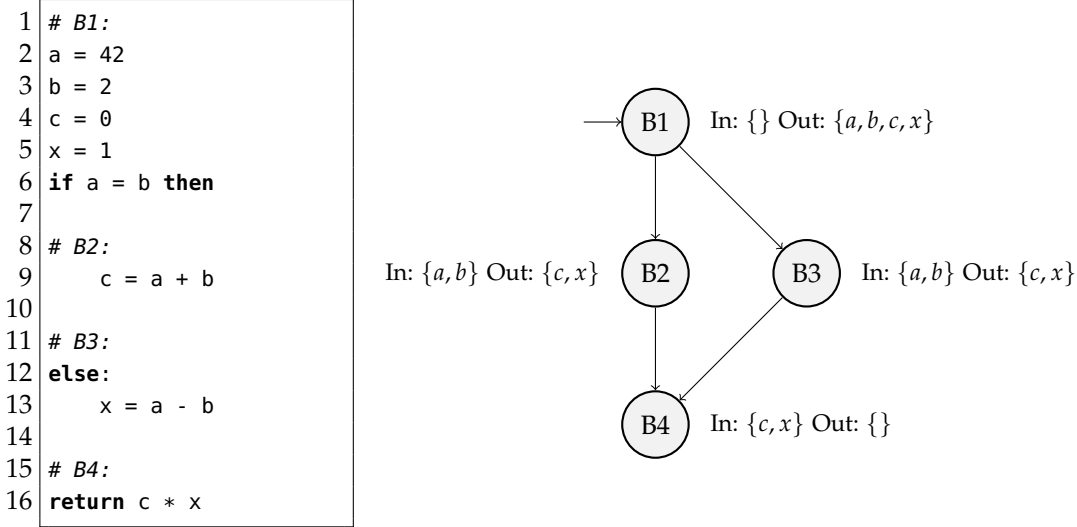 1 # B1:
2 a = 42
3 b = 2
4 c = 0
5 x = 1
6 if a = b then
7
8 # B2:
9     c = a + b
10
11 # B3:
12 else:
13     x = a - b
14
15 # B4:
16 return c * x
B1 In: {} Out: {a, b, c, x}
In: {a, b} Out: {c, x} B2 B3 In: {a, b} Out: {c, x}
B4 In: {c, x} Out: {}